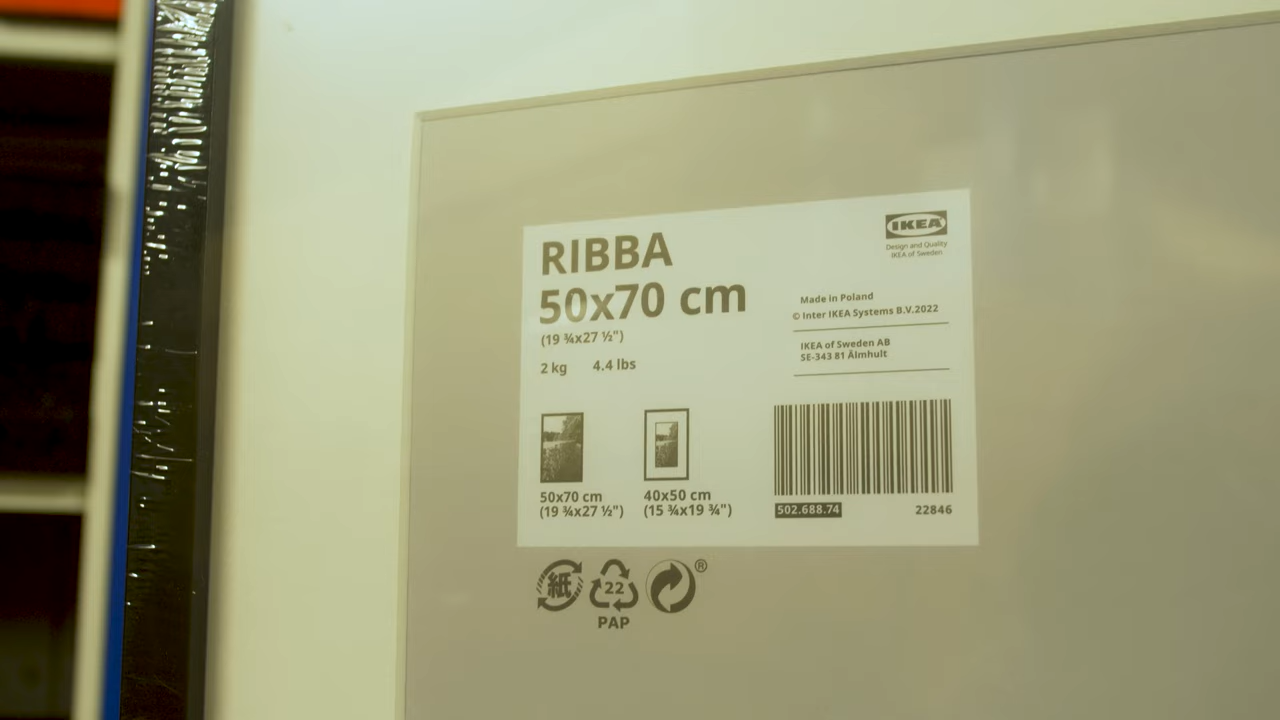 RIBBA
50x70 cm
(19 ¾x27 ½")
2 kg 4.4 lbs
IKEA
Design and Quality
IKEA of Sweden
Made in Poland
© Inter IKEA Systems B.V.2022
IKEA of Sweden AB
SE-343 81 Älmhult
50x70 cm
(19 ¾x27 ½")
40x50 cm
(15 ¾x19 ¾")
502.688.74 22846
紙
22
PAP
®